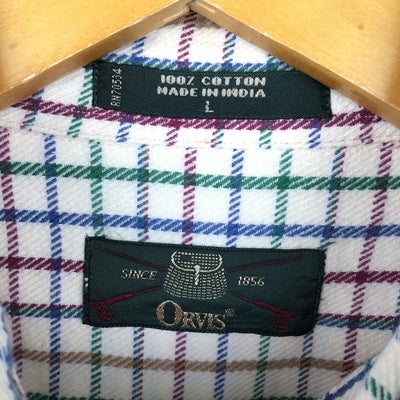 RN70534
100% COTTON
MADE IN INDIA
L
SINCE 1856
ORVIS®